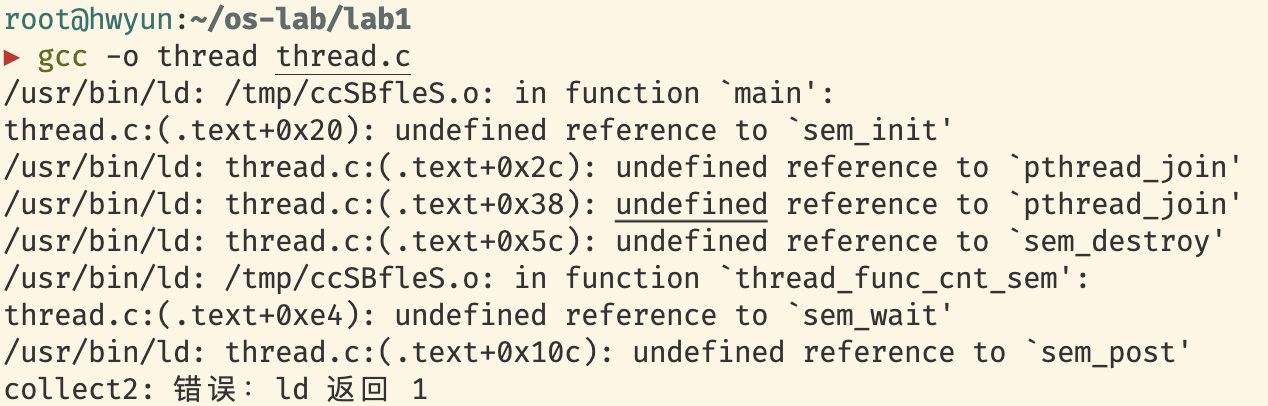 root@hwyun:~/os-lab/lab1
▶ gcc -o thread thread.c
/usr/bin/ld: /tmp/ccSBfleS.o: in function `main':
thread.c:(.text+0x20): undefined reference to `sem_init'
/usr/bin/ld: thread.c:(.text+0x2c): undefined reference to `pthread_join'
/usr/bin/ld: thread.c:(.text+0x38): undefined reference to `pthread_join'
/usr/bin/ld: thread.c:(.text+0x5c): undefined reference to `sem_destroy'
/usr/bin/ld: /tmp/ccSBfleS.o: in function `thread_func_cnt_sem':
thread.c:(.text+0xe4): undefined reference to `sem_wait'
/usr/bin/ld: thread.c:(.text+0x10c): undefined reference to `sem_post'
collect2: 错误：ld 返回 1